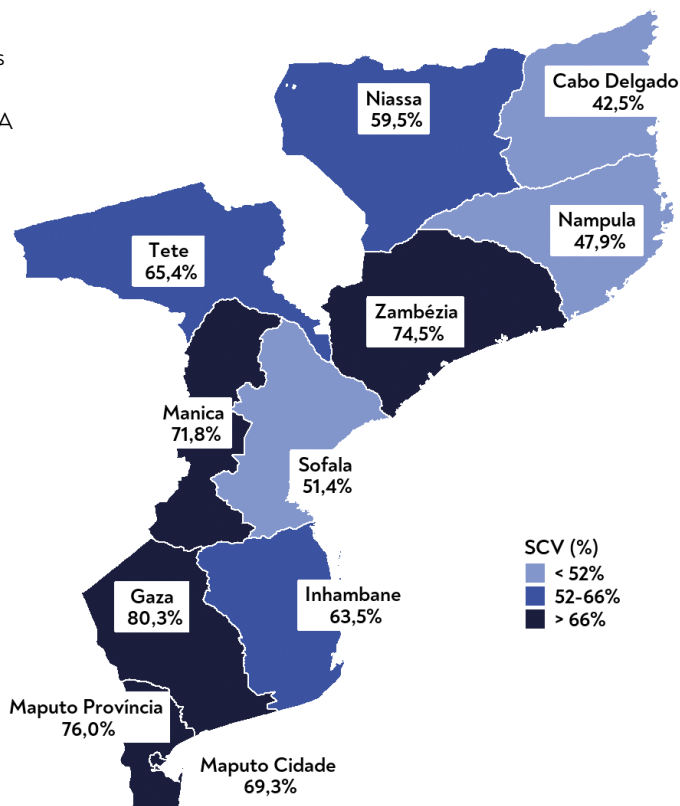 s
A
Cabo Delgado
42,5%
Niassa
59,5%
Nampula
47,9%
Tete
65,4%
Zambézia
74,5%
Manica
71,8%
Sofala
51,4%
SCV (%)
< 52%
52-66%
> 66%
Gaza
80,3%
Inhambane
63,5%
Maputo Província
76,0%
Maputo Cidade
69,3%